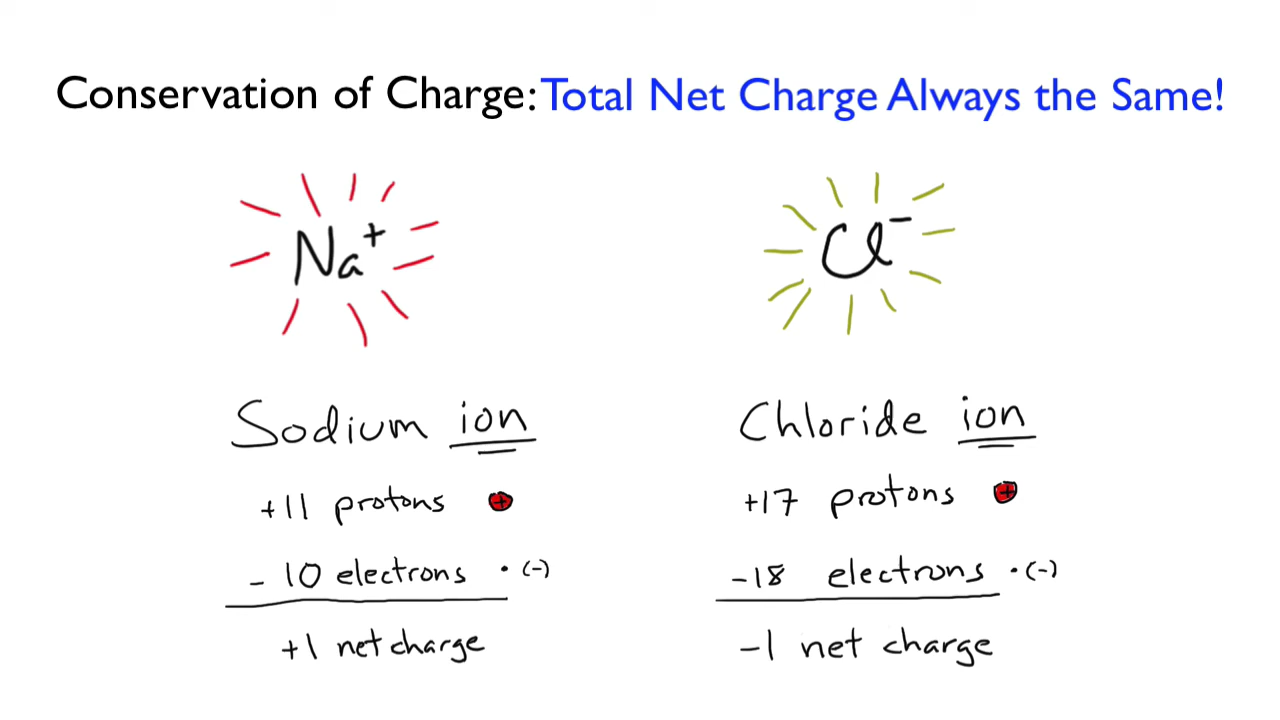 Conservation of Charge: Total Net Charge Always the Same!
Na⁺
Cl⁻
Sodium ion
+11 protons +
- 10 electrons • (-)
+1 net charge
Chloride ion
+17 protons +
-18 electrons • (-)
-1 net charge